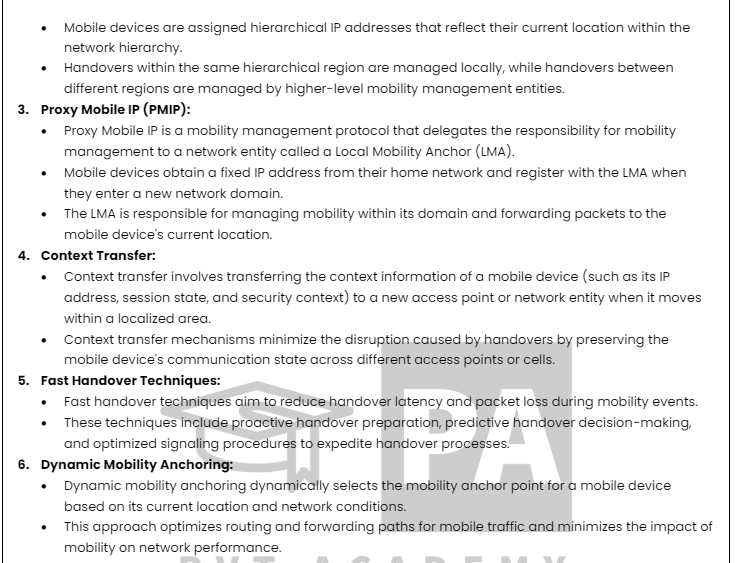 • Mobile devices are assigned hierarchical IP addresses that reflect their current location within the
network hierarchy.
• Handovers within the same hierarchical region are managed locally, while handovers between
different regions are managed by higher-level mobility management entities.
3. Proxy Mobile IP (PMIP):
• Proxy Mobile IP is a mobility management protocol that delegates the responsibility for mobility
management to a network entity called a Local Mobility Anchor (LMA).
• Mobile devices obtain a fixed IP address from their home network and register with the LMA when
they enter a new network domain.
• The LMA is responsible for managing mobility within its domain and forwarding packets to the
mobile device's current location.
4. Context Transfer:
• Context transfer involves transferring the context information of a mobile device (such as its IP
address, session state, and security context) to a new access point or network entity when it moves
within a localized area.
• Context transfer mechanisms minimize the disruption caused by handovers by preserving the
mobile device's communication state across different access points or cells.
5. Fast Handover Techniques:
• Fast handover techniques aim to reduce handover latency and packet loss during mobility events.
• These techniques include proactive handover preparation, predictive handover decision-making,
and optimized signaling procedures to expedite handover processes.
6. Dynamic Mobility Anchoring:
• Dynamic mobility anchoring dynamically selects the mobility anchor point for a mobile device
based on its current location and network conditions.
• This approach optimizes routing and forwarding paths for mobile traffic and minimizes the impact of
mobility on network performance.
PA
ACADEMY